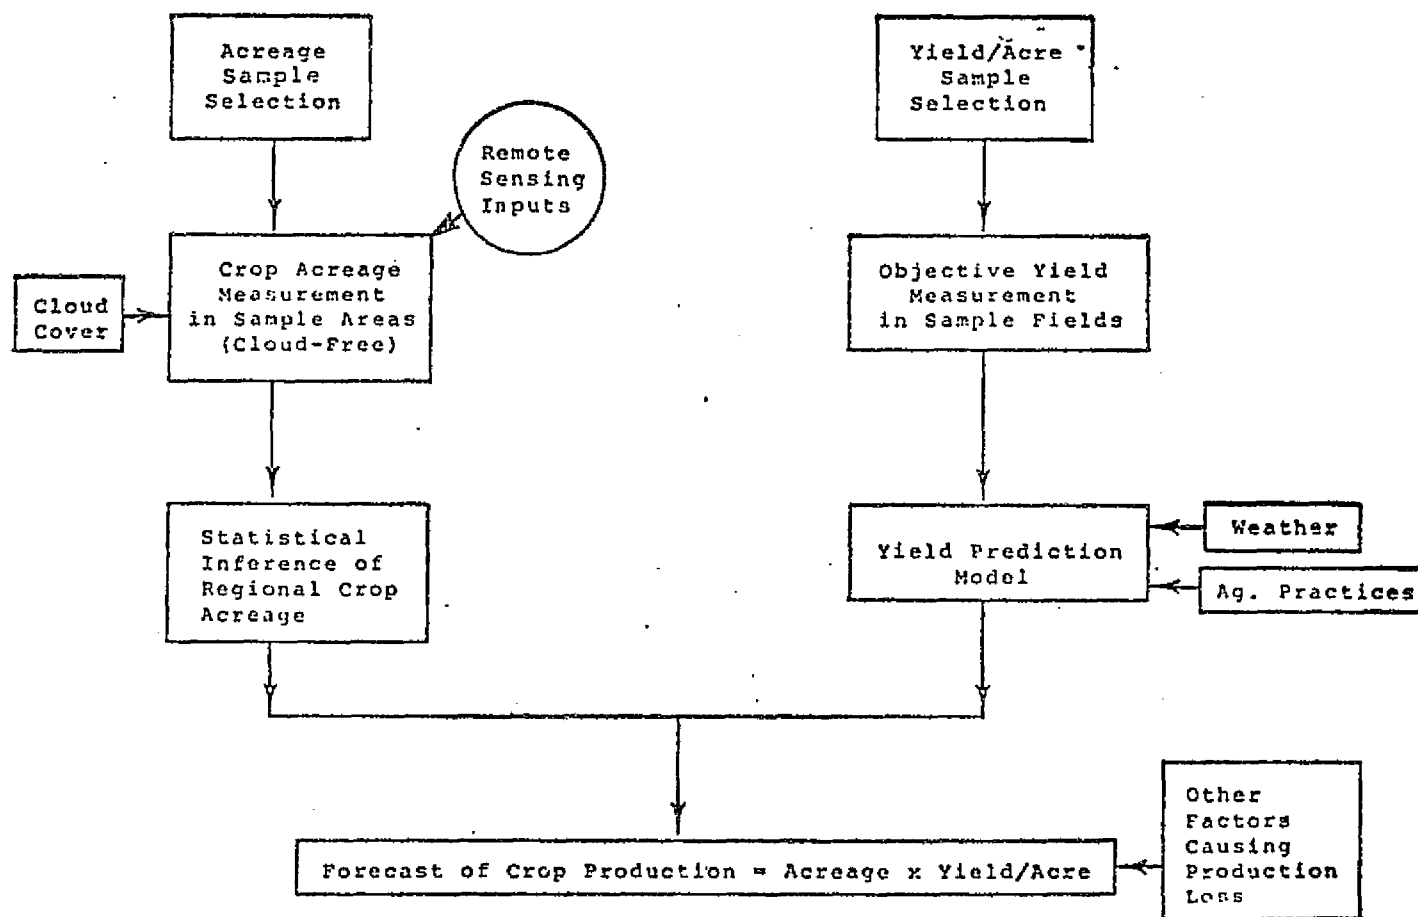 Acreage
Sample
Selection
Yield/Acre
Sample
Selection
Remote
Sensing
Inputs
Cloud
Cover
Crop Acreage
Measurement
in Sample Areas
(Cloud-Free)
Objective Yield
Measurement
in Sample Fields
Statistical
Inference of
Regional Crop
Acreage
Yield Prediction
Model
Weather
Ag. Practices
Forecast of Crop Production = Acreage x Yield/Acre
Other
Factors
Causing
Production
Loss